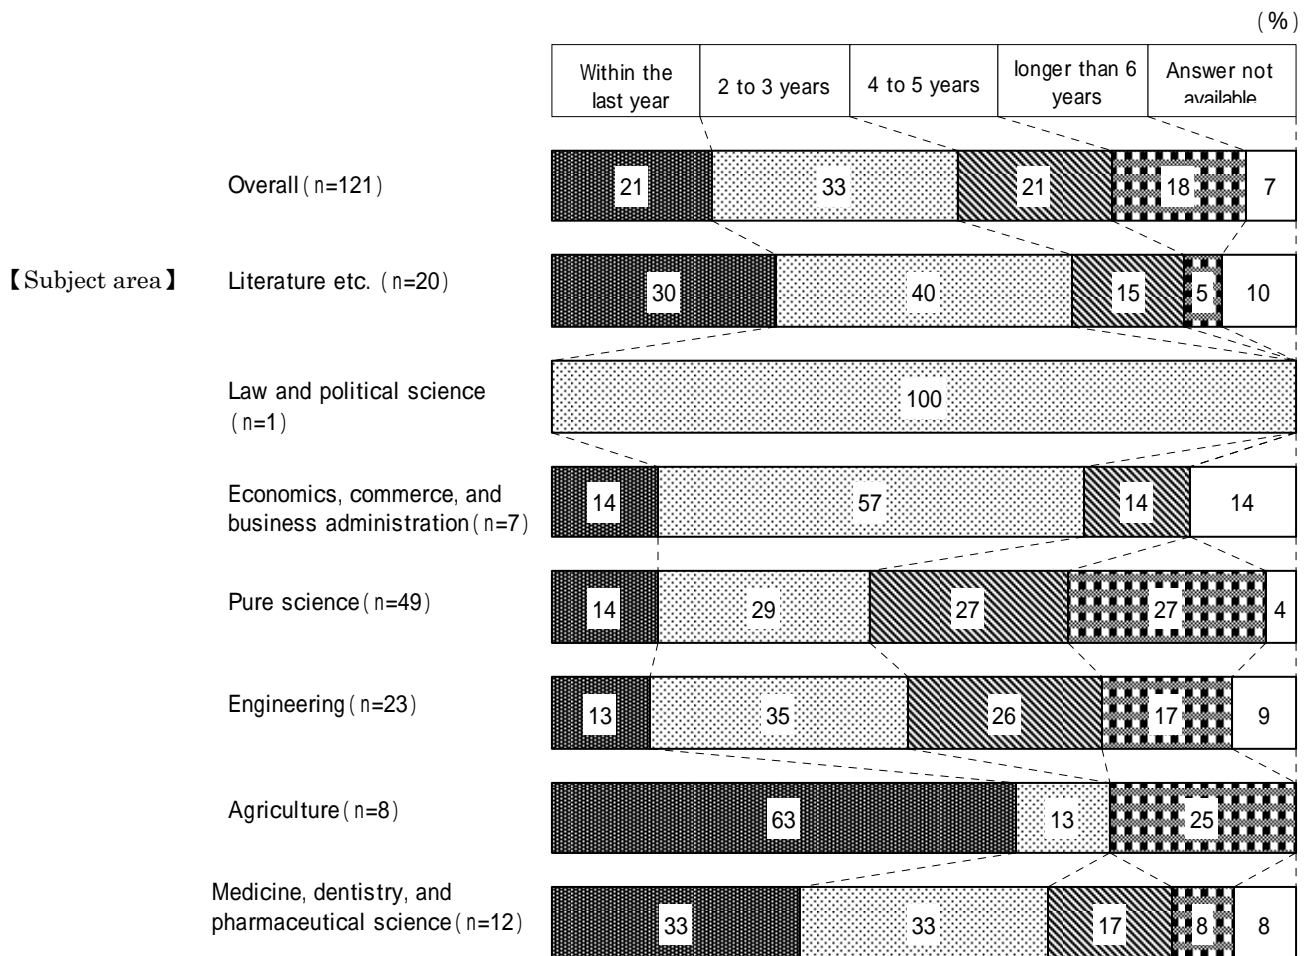 (%)
Within the
last year
2 to 3 years
4 to 5 years
longer than 6
years
Answer not
available
Overall(n=121)
21
33
21
18
7
【Subject area】
Literature etc. (n=20)
30
40
15
5
10
Law and political science
(n=1)
100
Economics, commerce, and
business administration(n=7)
14
57
14
14
Pure science(n=49)
14
29
27
27
4
Engineering(n=23)
13
35
26
17
9
Agriculture(n=8)
63
13
25
Medicine, dentistry, and
pharmaceutical science(n=12)
33
33
17
8
8